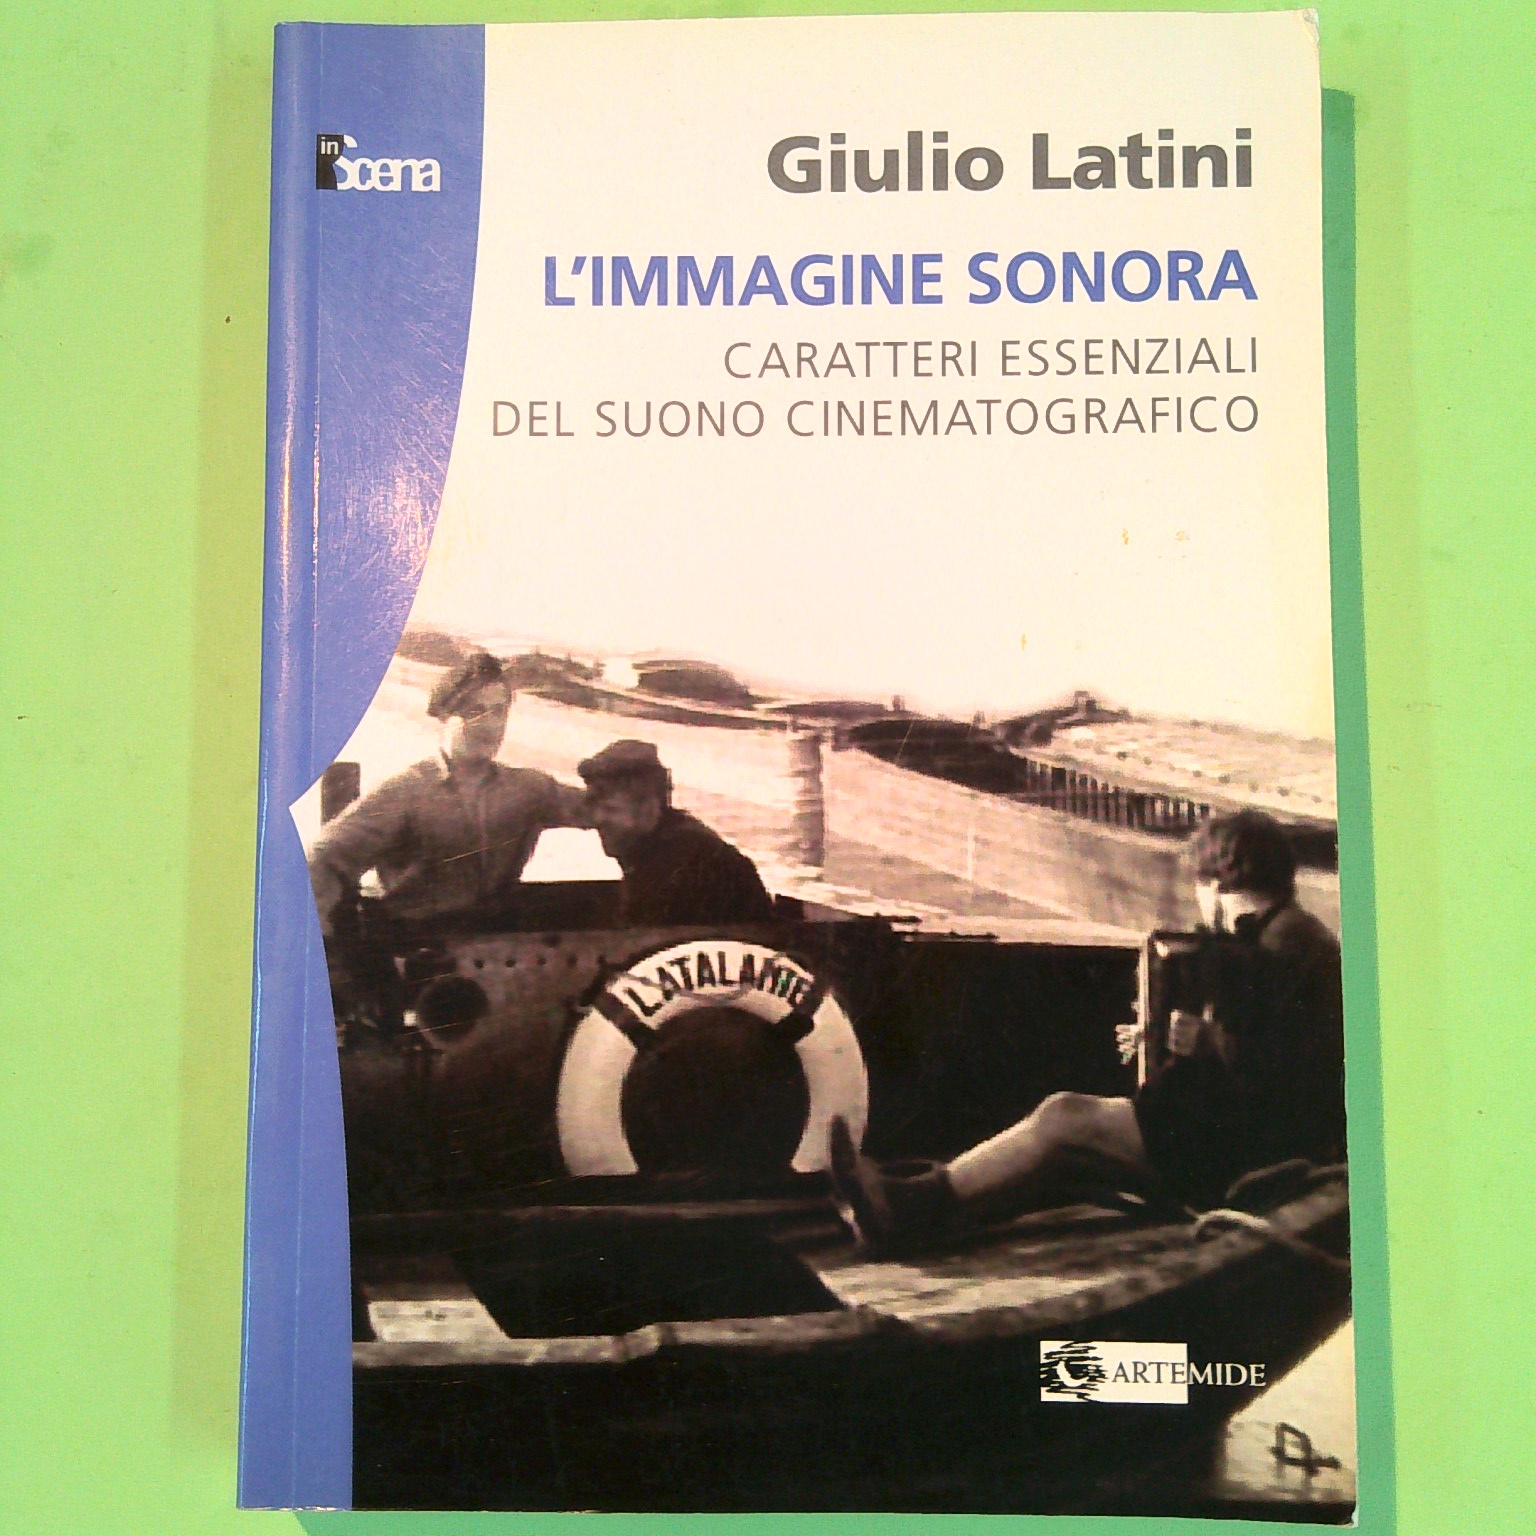 in
Scena
Giulio Latini
L'IMMAGINE SONORA
CARATTERI ESSENZIALI
DEL SUONO CINEMATOGRAFICO
L'ATALANTE
ARTEMIDE